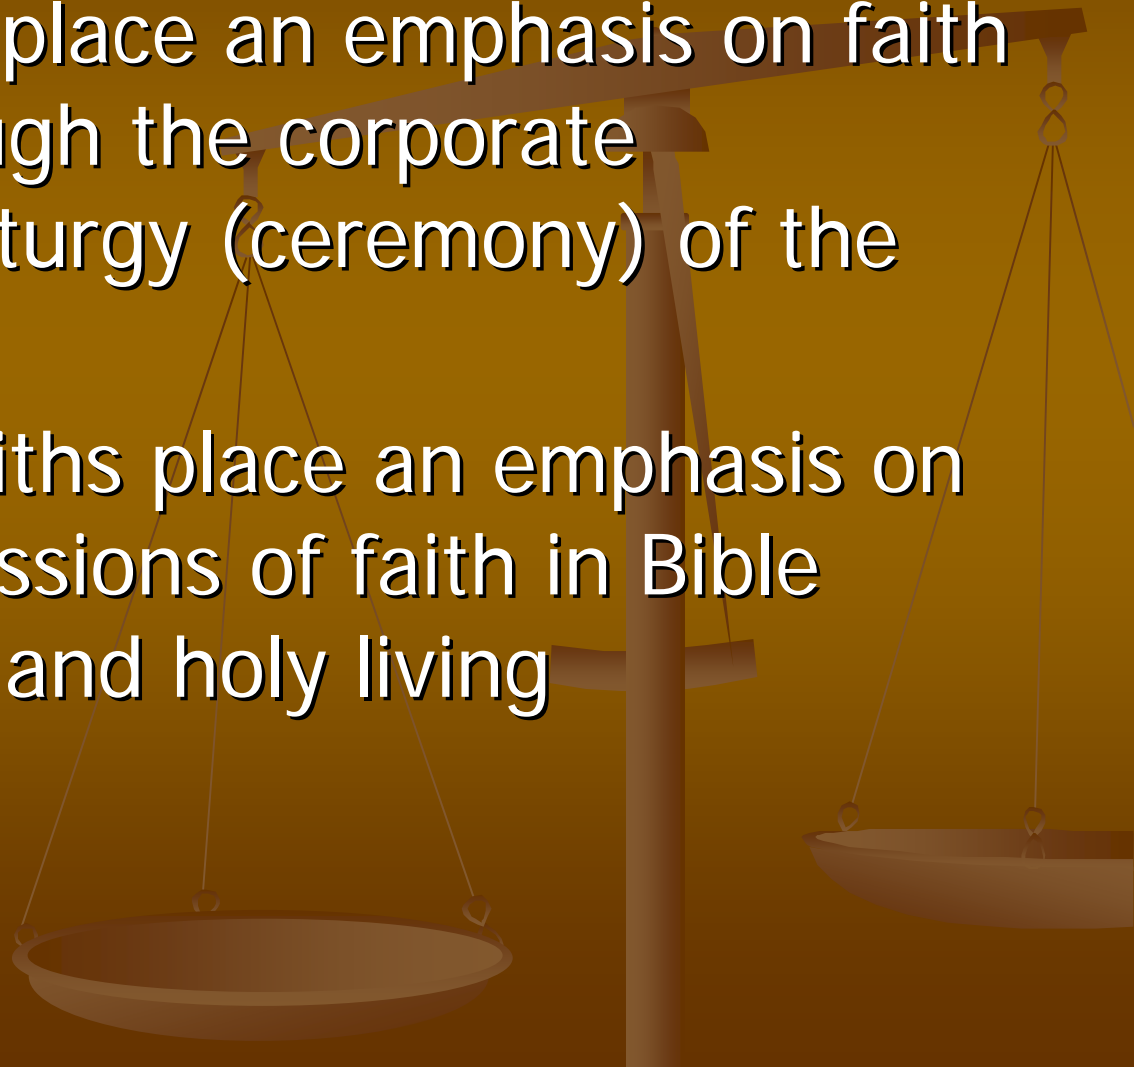 place an emphasis on faith
ugh the corporate
turgy (ceremony) of the
iths place an emphasis on
ssions of faith in Bible
and holy living